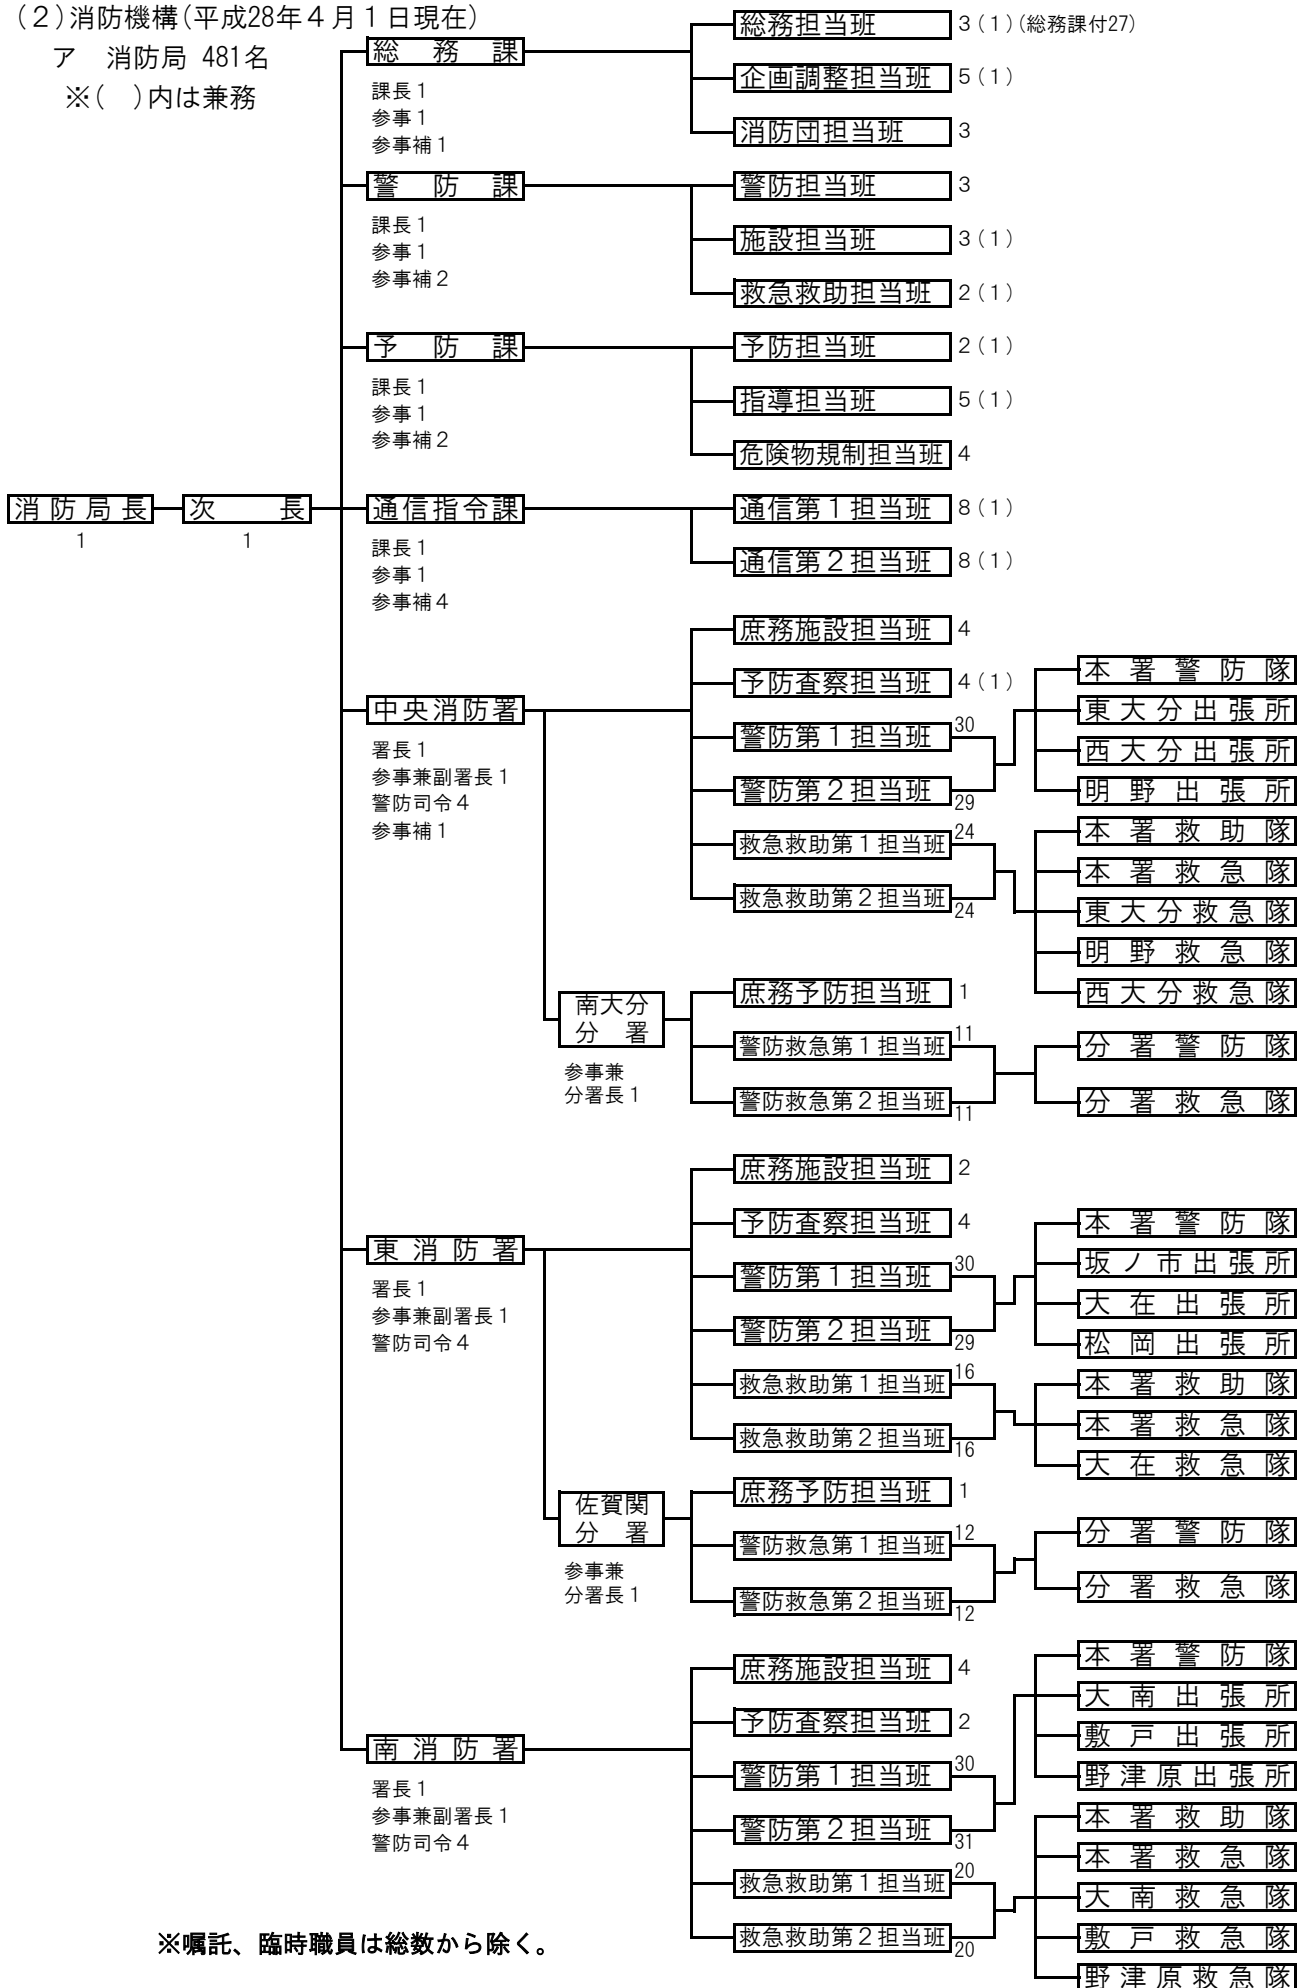 (２)消防機構(平成28年４月１日現在)
ア　消防局 481名
※(　)内は兼務
消防局長
1
次　長
1
総　務　課
課長１
参事１
参事補１
総務担当班 3(１)(総務課付27)
企画調整担当班 5(１)
消防団担当班 3
警　防　課
課長１
参事１
参事補２
警防担当班 3
施設担当班 3(１)
救急救助担当班 2(１)
予　防　課
課長１
参事１
参事補２
予防担当班 2(１)
指導担当班 5(１)
危険物規制担当班 4
通信指令課
課長１
参事１
参事補４
通信第１担当班 8(１)
通信第２担当班 8(１)
中央消防署
署長１
参事兼副署長１
警防司令４
参事補１
庶務施設担当班 4
予防査察担当班 4(１)
警防第１担当班 30
警防第２担当班 29
救急救助第１担当班 24
救急救助第２担当班 24
本署警防隊
東大分出張所
西大分出張所
明野出張所
本署救助隊
本署救急隊
東大分救急隊
明野救急隊
西大分救急隊
南大分
分　署
参事兼
分署長１
庶務予防担当班 1
警防救急第１担当班 11
警防救急第２担当班 11
分署警防隊
分署救急隊
東消防署
署長１
参事兼副署長１
警防司令４
庶務施設担当班 2
予防査察担当班 4
警防第１担当班 30
警防第２担当班 29
救急救助第１担当班 16
救急救助第２担当班 16
本署警防隊
坂ノ市出張所
大在出張所
松岡出張所
本署救助隊
本署救急隊
大在救急隊
佐賀関
分　署
参事兼
分署長１
庶務予防担当班 1
警防救急第１担当班 12
警防救急第２担当班 12
分署警防隊
分署救急隊
南消防署
署長１
参事兼副署長１
警防司令４
庶務施設担当班 4
予防査察担当班 2
警防第１担当班 30
警防第２担当班 31
救急救助第１担当班 20
救急救助第２担当班 20
本署警防隊
大南出張所
敷戸出張所
野津原出張所
本署救助隊
本署救急隊
大南救急隊
敷戸救急隊
野津原救急隊
※嘱託、臨時職員は総数から除く。